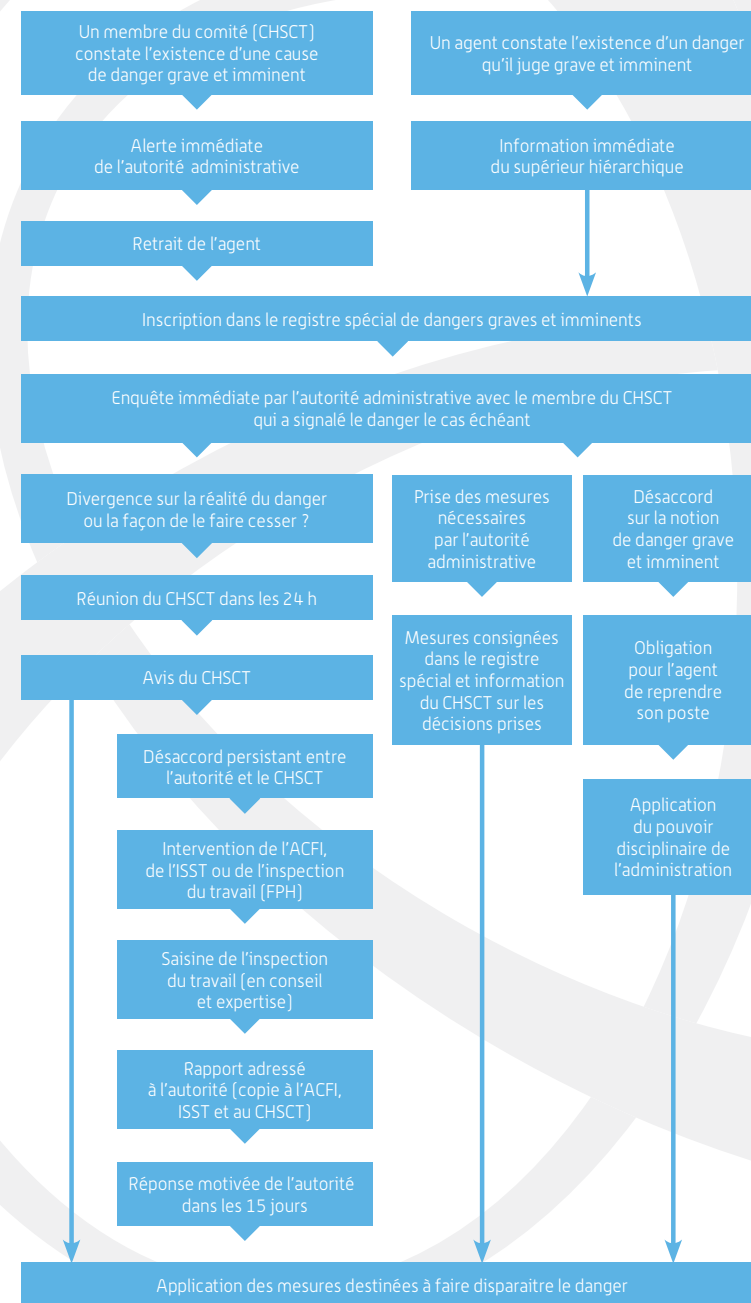 Un membre du comité (CHSCT)
constate l'existence d'une cause
de danger grave et imminent
Un agent constate l'existence d'un danger
qu'il juge grave et imminent
Alerte immédiate
de l'autorité administrative
Information immédiate
du supérieur hiérarchique
Retrait de l'agent
Inscription dans le registre spécial de dangers graves et imminents
Enquête immédiate par l'autorité administrative avec le membre du CHSCT
qui a signalé le danger le cas échéant
Divergence sur la réalité du danger
ou la façon de le faire cesser ?
Réunion du CHSCT dans les 24 h
Avis du CHSCT
Désaccord persistant entre
l'autorité et le CHSCT
Intervention de l'ACFI,
de l'ISST ou de l'inspection
du travail (FPH)
Saisine de l'inspection
du travail (en conseil
et expertise)
Rapport adressé
à l'autorité (copie à l'ACFI,
ISST et au CHSCT)
Réponse motivée de l'autorité
dans les 15 jours
Prise des mesures
nécessaires
par l'autorité
administrative
Mesures consignées
dans le registre
spécial et information
du CHSCT sur les
décisions prises
Désaccord
sur la notion
de danger grave
et imminent
Obligation
pour l'agent
de reprendre
son poste
Application
du pouvoir
disciplinaire de
l'administration
Application des mesures destinées à faire disparaitre le danger